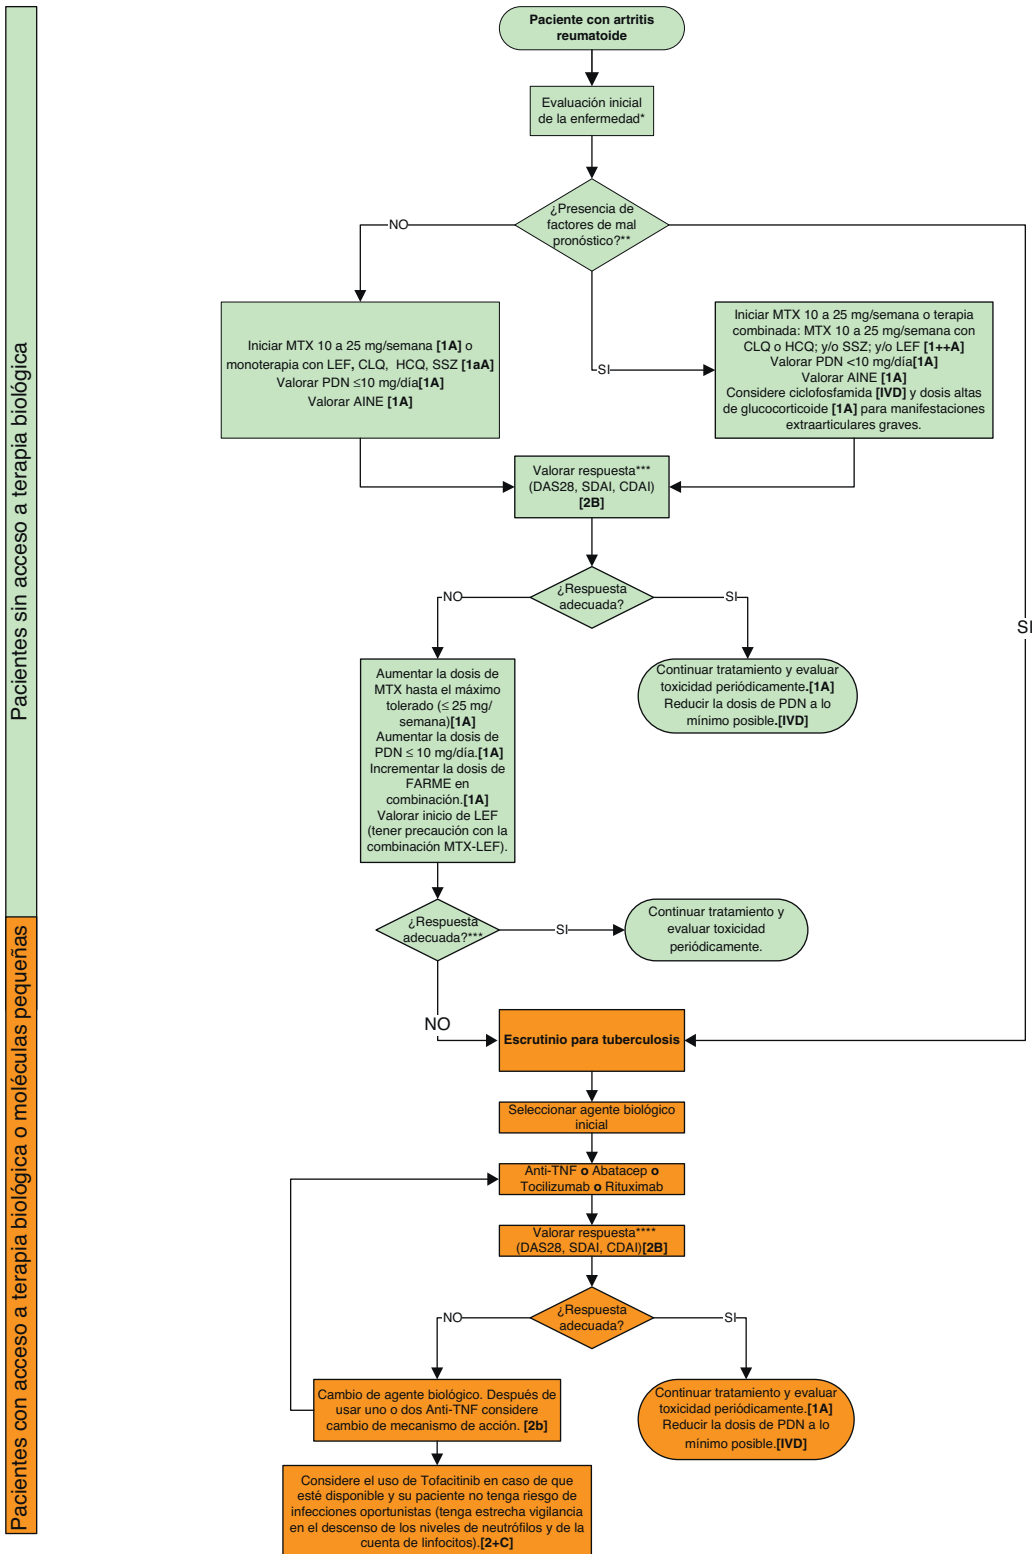 Paciente con artritis
reumatoide
Evaluación inicial
de la enfermedad*
¿Presencia de
factores de mal
pronóstico?**
NO
SI
SI
Iniciar MTX 10 a 25 mg/semana [1A] o
monoterapia con LEF, CLQ, HCQ, SSZ [1aA]
Valorar PDN ≤10 mg/día[1A]
Valorar AINE [1A]
Iniciar MTX 10 a 25 mg/semana o terapia
combinada: MTX 10 a 25 mg/semana con
CLQ o HCQ; y/o SSZ; y/o LEF [1++A]
Valorar PDN <10 mg/día[1A]
Valorar AINE [1A]
Considere ciclofosfamida [IVD] y dosis altas
de glucocorticoide [1A] para manifestaciones
extraarticulares graves.
Valorar respuesta***
(DAS28, SDAI, CDAI)
[2B]
¿Respuesta
adecuada?
NO
SI
Aumentar la dosis de
MTX hasta el máximo
tolerado (≤ 25 mg/
semana)[1A]
Aumentar la dosis de
PDN ≤ 10 mg/día.[1A]
Incrementar la dosis de
FARME en
combinación.[1A]
Valorar inicio de LEF
(tener precaución con la
combinación MTX-LEF).
Continuar tratamiento y evaluar
toxicidad periódicamente.[1A]
Reducir la dosis de PDN a lo
mínimo posible.[IVD]
¿Respuesta
adecuada?***
SI
NO
Continuar tratamiento y
evaluar toxicidad
periódicamente.
Pacientes sin acceso a terapia biológica
Pacientes con acceso a terapia biológica o moléculas pequeñas
Escrutinio para tuberculosis
Seleccionar agente biológico
inicial
Anti-TNF o Abatacep o
Tocilizumab o Rituximab
Valorar respuesta****
(DAS28, SDAI, CDAI)[2B]
¿Respuesta
adecuada?
NO
SI
Cambio de agente biológico. Después de
usar uno o dos Anti-TNF considere
cambio de mecanismo de acción. [2b]
Continuar tratamiento y evaluar
toxicidad periódicamente.[1A]
Reducir la dosis de PDN a lo
mínimo posible.[IVD]
Considere el uso de Tofacitinib en caso de que
esté disponible y su paciente no tenga riesgo de
infecciones oportunistas (tenga estrecha vigilancia
en el descenso de los niveles de neutrófilos y de la
cuenta de linfocitos).[2+C]